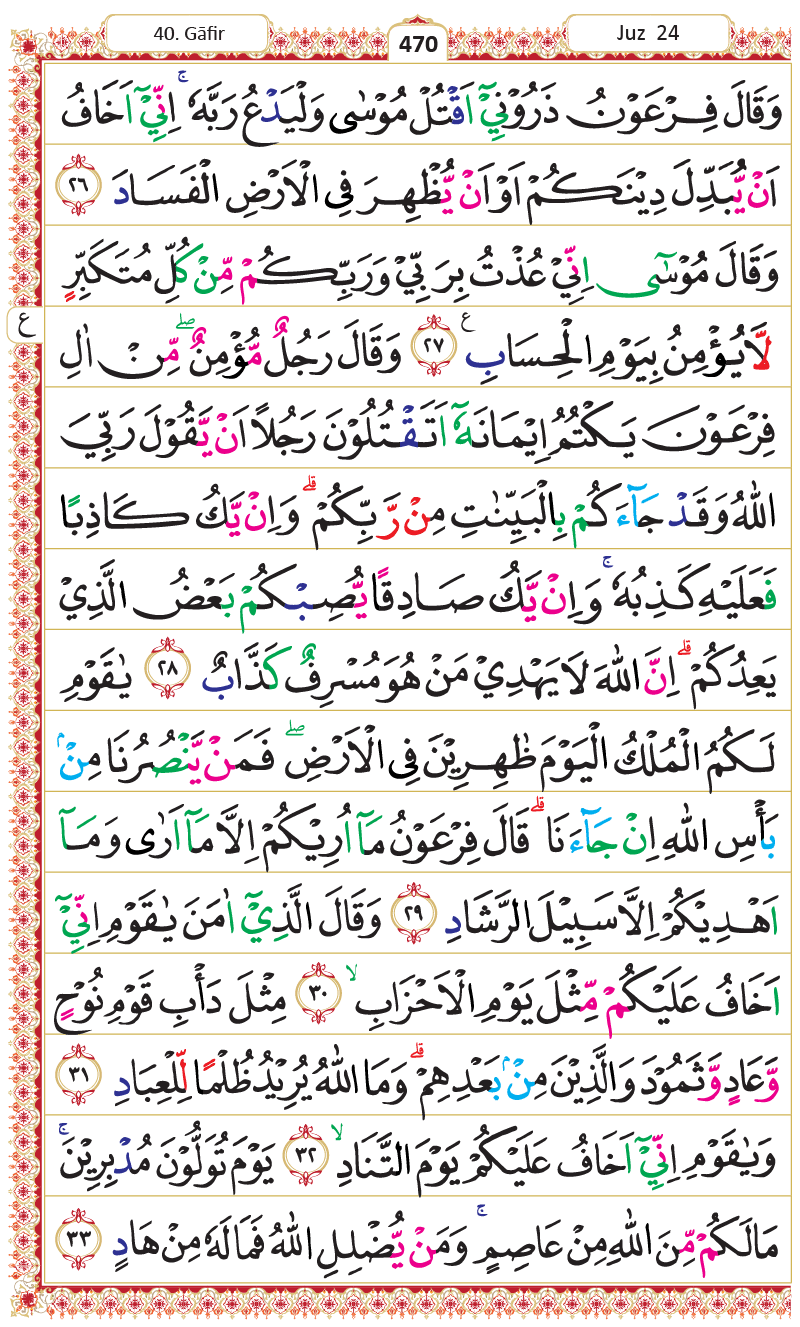 40. Gāfir
470
Juz 24
وَقَالَ فِرْعَوْنُ ذَرُوْنِيْٓ اَقْتُلْ مُوْسٰى وَلْيَدْعُ رَبَّهٗ ۚ اِنِّيْٓ اَخَافُ
اَنْ يُّبَدِّلَ دِيْنَكُمْ اَوْ اَنْ يُّظْهِرَ فِى الْاَرْضِ الْفَسَادَ ٢٦
وَقَالَ مُوْسٰٓى اِنِّيْ عُذْتُ بِرَبِّيْ وَرَبِّكُمْ مِّنْ كُلِّ مُتَكَبِّرٍ
ع
لَّا يُؤْمِنُ بِيَوْمِ الْحِسَابِ ع ٢٧ وَقَالَ رَجُلٌ مُّؤْمِنٌ ۖ مِّنْ اٰلِ
فِرْعَوْنَ يَكْتُمُ اِيْمَانَهٗٓ اَتَقْتُلُوْنَ رَجُلًا اَنْ يَّقُوْلَ رَبِّيَ
اللّٰهُ وَقَدْ جَاۤءَكُمْ بِالْبَيِّنٰتِ مِنْ رَّبِّكُمْ ۗ وَاِنْ يَّكُ كَاذِبًا
فَعَلَيْهِ كَذِبُهٗ ۚ وَاِنْ يَّكُ صَادِقًا يُّصِبْكُمْ بَعْضُ الَّذِيْ
يَعِدُكُمْ ۗ اِنَّ اللّٰهَ لَا يَهْدِيْ مَنْ هُوَ مُسْرِفٌ كَذَّابٌ ٢٨ يٰقَوْمِ
لَكُمُ الْمُلْكُ الْيَوْمَ ظٰهِرِيْنَ فِى الْاَرْضِ ۖ فَمَنْ يَّنْصُرُنَا مِنْۢ
بَأْسِ اللّٰهِ اِنْ جَاۤءَنَا ۗ قَالَ فِرْعَوْنُ مَآ اُرِيْكُمْ اِلَّا مَآ اَرٰى وَمَآ
اَهْدِيْكُمْ اِلَّا سَبِيْلَ الرَّشَادِ ٢٩ وَقَالَ الَّذِيْٓ اٰمَنَ يٰقَوْمِ اِنِّيْٓ
اَخَافُ عَلَيْكُمْ مِّثْلَ يَوْمِ الْاَحْزَابِ ۙ ٣٠ مِثْلَ دَأْبِ قَوْمِ نُوْحٍ
وَّعَادٍ وَّثَمُوْدَ وَالَّذِيْنَ مِنْۢ بَعْدِهِمْ ۗ وَمَا اللّٰهُ يُرِيْدُ ظُلْمًا لِّلْعِبَادِ ٣١
وَيٰقَوْمِ اِنِّيْٓ اَخَافُ عَلَيْكُمْ يَوْمَ التَّنَادِ ۙ ٣٢ يَوْمَ تُوَلُّوْنَ مُدْبِرِيْنَ ۚ
مَا لَكُمْ مِّنَ اللّٰهِ مِنْ عَاصِمٍ ۚ وَمَنْ يُّضْلِلِ اللّٰهُ فَمَا لَهٗ مِنْ هَادٍ ٣٣